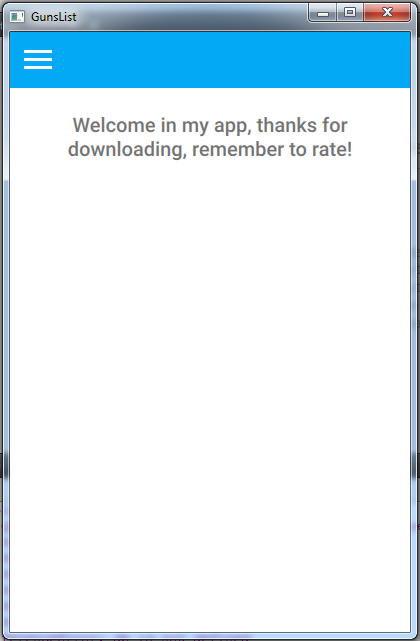 GunsList
Welcome in my app, thanks for
downloading, remember to rate!